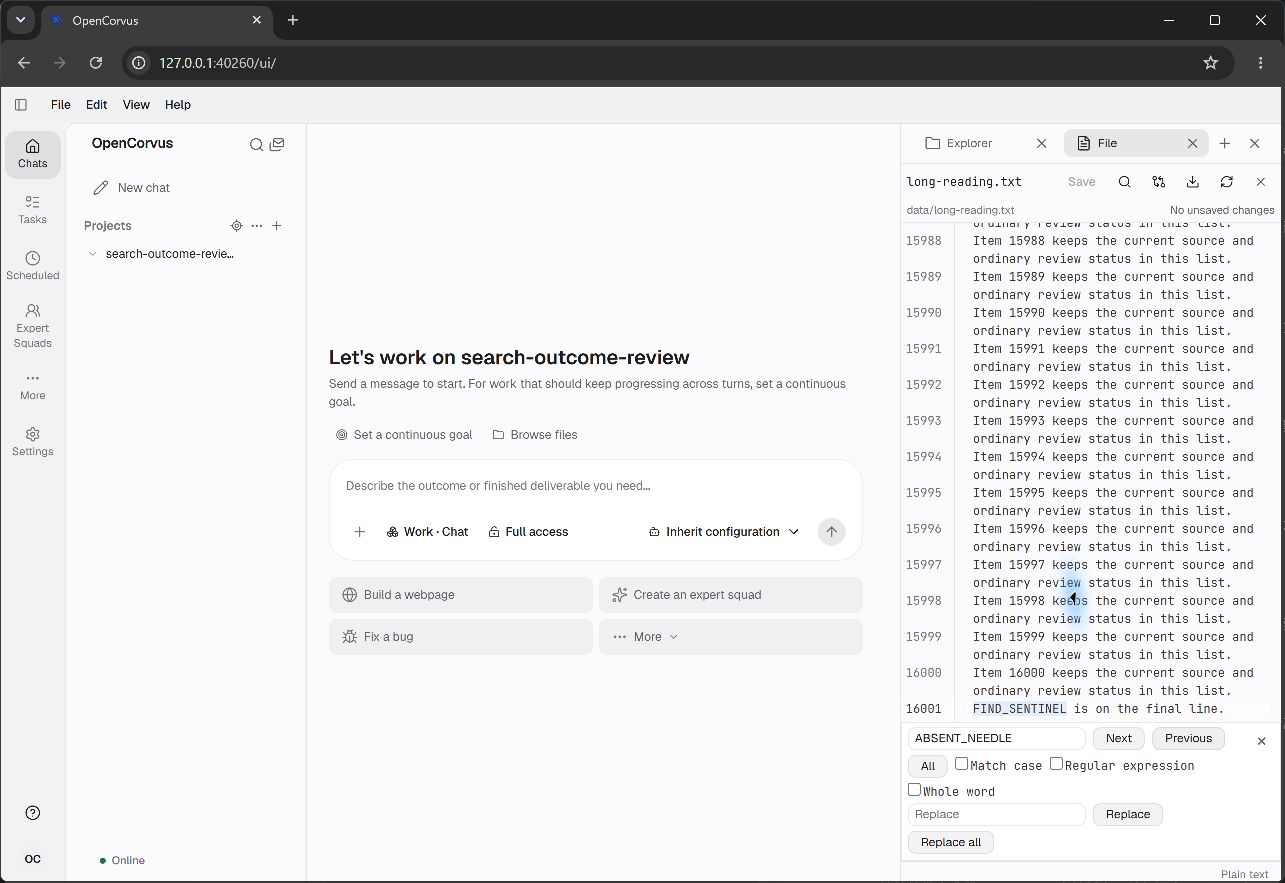 OpenCorvus
127.0.0.1:40260/ui/
File Edit View Help
Chats
Tasks
Scheduled
Expert
Squads
More
Settings
OC
OpenCorvus
New chat
Projects
search-outcome-revie...
Online
Let's work on search-outcome-review
Send a message to start. For work that should keep progressing across turns, set a continuous
goal.
Set a continuous goal Browse files
Describe the outcome or finished deliverable you need...
Work · Chat Full access Inherit configuration
Build a webpage Create an expert squad
Fix a bug More
Explorer File
long-reading.txt Save
data/long-reading.txt No unsaved changes
ordinary review status in this list.
15988 Item 15988 keeps the current source and
ordinary review status in this list.
15989 Item 15989 keeps the current source and
ordinary review status in this list.
15990 Item 15990 keeps the current source and
ordinary review status in this list.
15991 Item 15991 keeps the current source and
ordinary review status in this list.
15992 Item 15992 keeps the current source and
ordinary review status in this list.
15993 Item 15993 keeps the current source and
ordinary review status in this list.
15994 Item 15994 keeps the current source and
ordinary review status in this list.
15995 Item 15995 keeps the current source and
ordinary review status in this list.
15996 Item 15996 keeps the current source and
ordinary review status in this list.
15997 Item 15997 keeps the current source and
ordinary review status in this list.
15998 Item 15998 keeps the current source and
ordinary review status in this list.
15999 Item 15999 keeps the current source and
ordinary review status in this list.
16000 Item 16000 keeps the current source and
ordinary review status in this list.
16001 FIND_SENTINEL is on the final line.
ABSENT_NEEDLE Next Previous
All Match case Regular expression
Whole word
Replace Replace
Replace all
Plain text